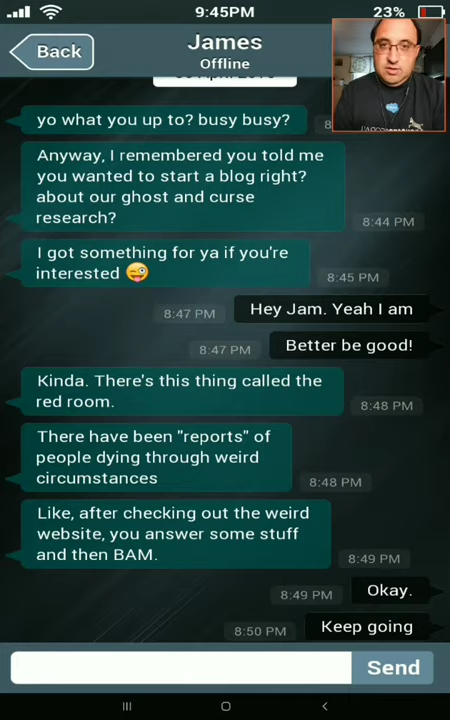 9:45PM
23%
Back
James
Offline
yo what you up to? busy busy?
Anyway, I remembered you told me
you wanted to start a blog right?
about our ghost and curse
research?
8:44 PM
I got something for ya if you're
interested 😜
8:45 PM
8:47 PM
Hey Jam. Yeah I am
8:47 PM
Better be good!
Kinda. There's this thing called the
red room.
8:48 PM
There have been "reports" of
people dying through weird
circumstances
8:48 PM
Like, after checking out the weird
website, you answer some stuff
and then BAM.
8:49 PM
8:49 PM
Okay.
8:50 PM
Keep going
Send